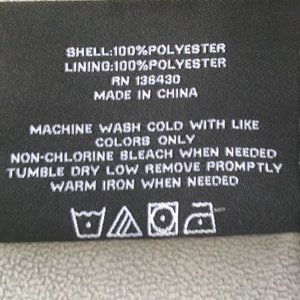 SHELL:100%POLYESTER
LINING:100%POLYESTER
RN 136430
MADE IN CHINA
MACHINE WASH COLD WITH LIKE
COLORS ONLY
NON-CHLORINE BLEACH WHEN NEEDED
TUMBLE DRY LOW REMOVE PROMPTLY
WARM IRON WHEN NEEDED